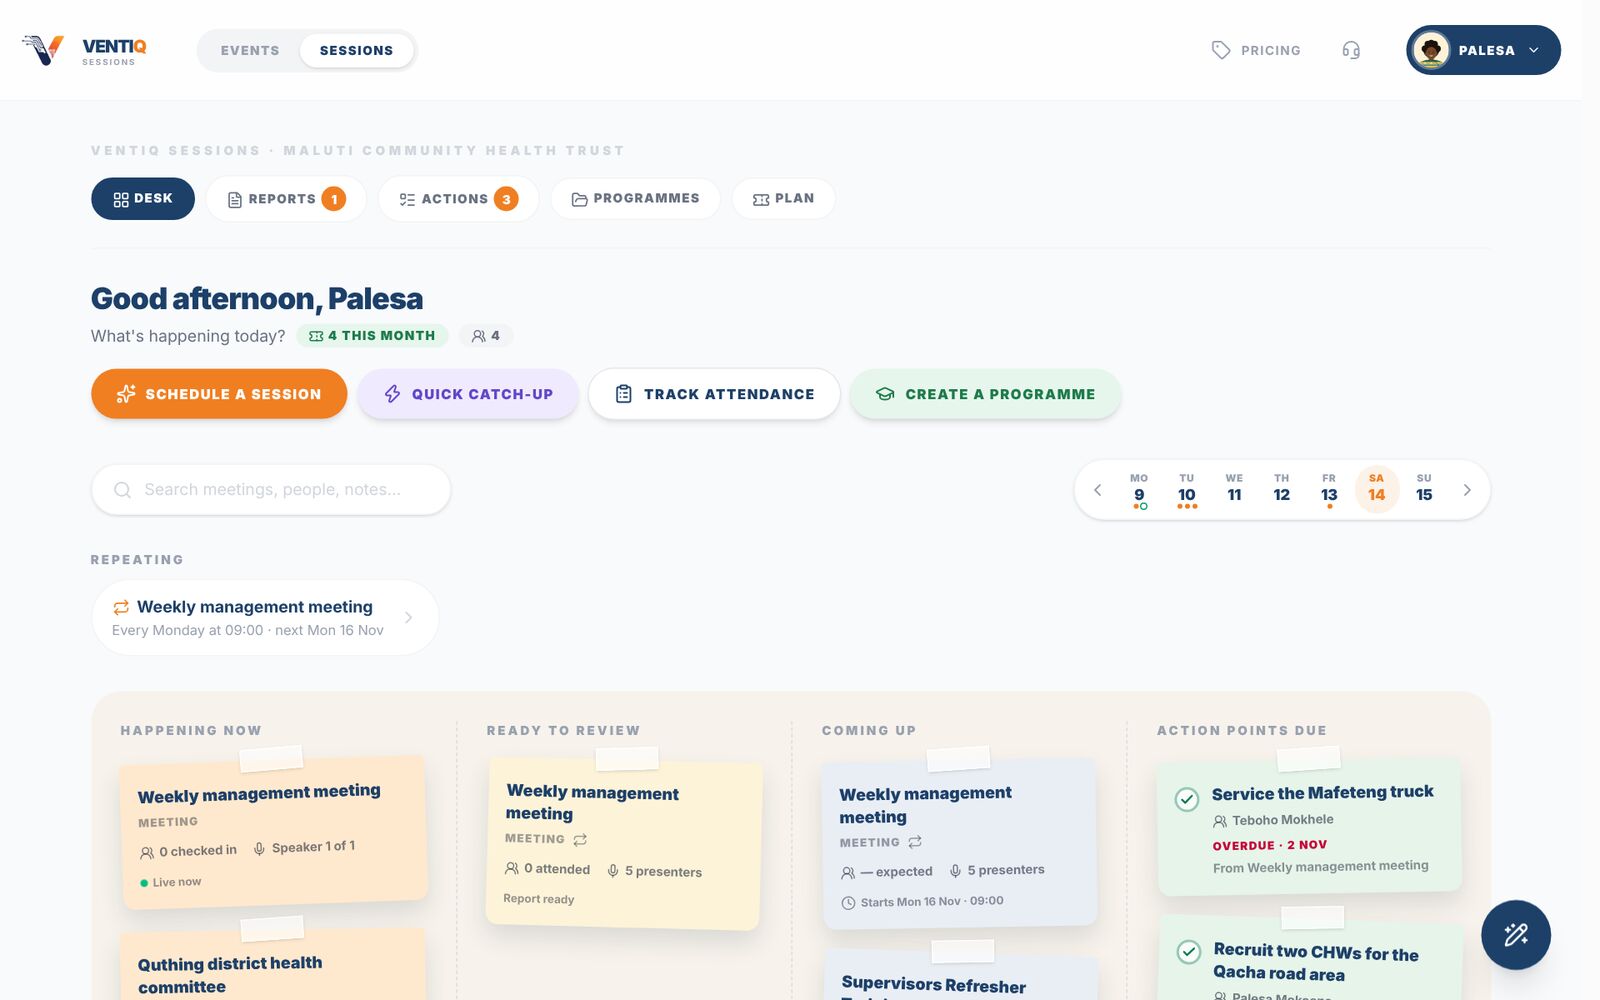 VENTIQ
SESSIONS
EVENTS
SESSIONS
PRICING
PALESA
VENTIQ SESSIONS · MALUTI COMMUNITY HEALTH TRUST
DESK
REPORTS 1
ACTIONS 3
PROGRAMMES
PLAN
Good afternoon, Palesa
What's happening today?
4 THIS MONTH
4
SCHEDULE A SESSION
QUICK CATCH-UP
TRACK ATTENDANCE
CREATE A PROGRAMME
Search meetings, people, notes...
MO TU WE TH FR SA SU
9 10 11 12 13 14 15
REPEATING
Weekly management meeting
Every Monday at 09:00 · next Mon 16 Nov
HAPPENING NOW
Weekly management meeting
MEETING
0 checked in
Speaker 1 of 1
Live now
Quthing district health
committee
READY TO REVIEW
Weekly management
meeting
MEETING
0 attended
5 presenters
Report ready
COMING UP
Weekly management
meeting
MEETING
— expected
5 presenters
Starts Mon 16 Nov · 09:00
Supervisors Refresher
ACTION POINTS DUE
Service the Mafeteng truck
Teboho Mokhele
OVERDUE · 2 NOV
From Weekly management meeting
Recruit two CHWs for the
Qacha road area